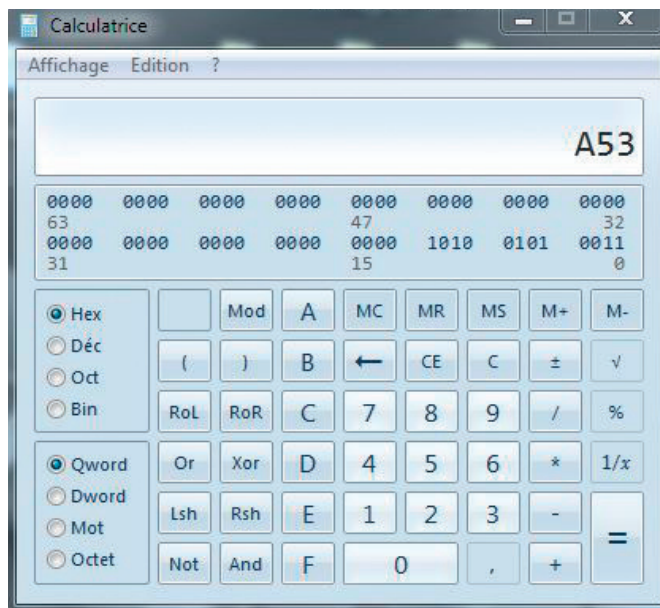 Calculatrice
Affichage Edition ?
A53
0000 0000 0000 0000 0000 0000 0000 0000
63 47 32
0000 0000 0000 0000 0000 1010 0101 0011
31 15 0
Hex Mod A MC MR MS M+ M-
Déc
( ) B ← CE C ± √
Oct
Bin RoL RoR C 7 8 9 / %
Qword Or Xor D 4 5 6 * 1/x
Dword
Lsh Rsh E 1 2 3 - =
Mot
Octet Not And F 0 , +